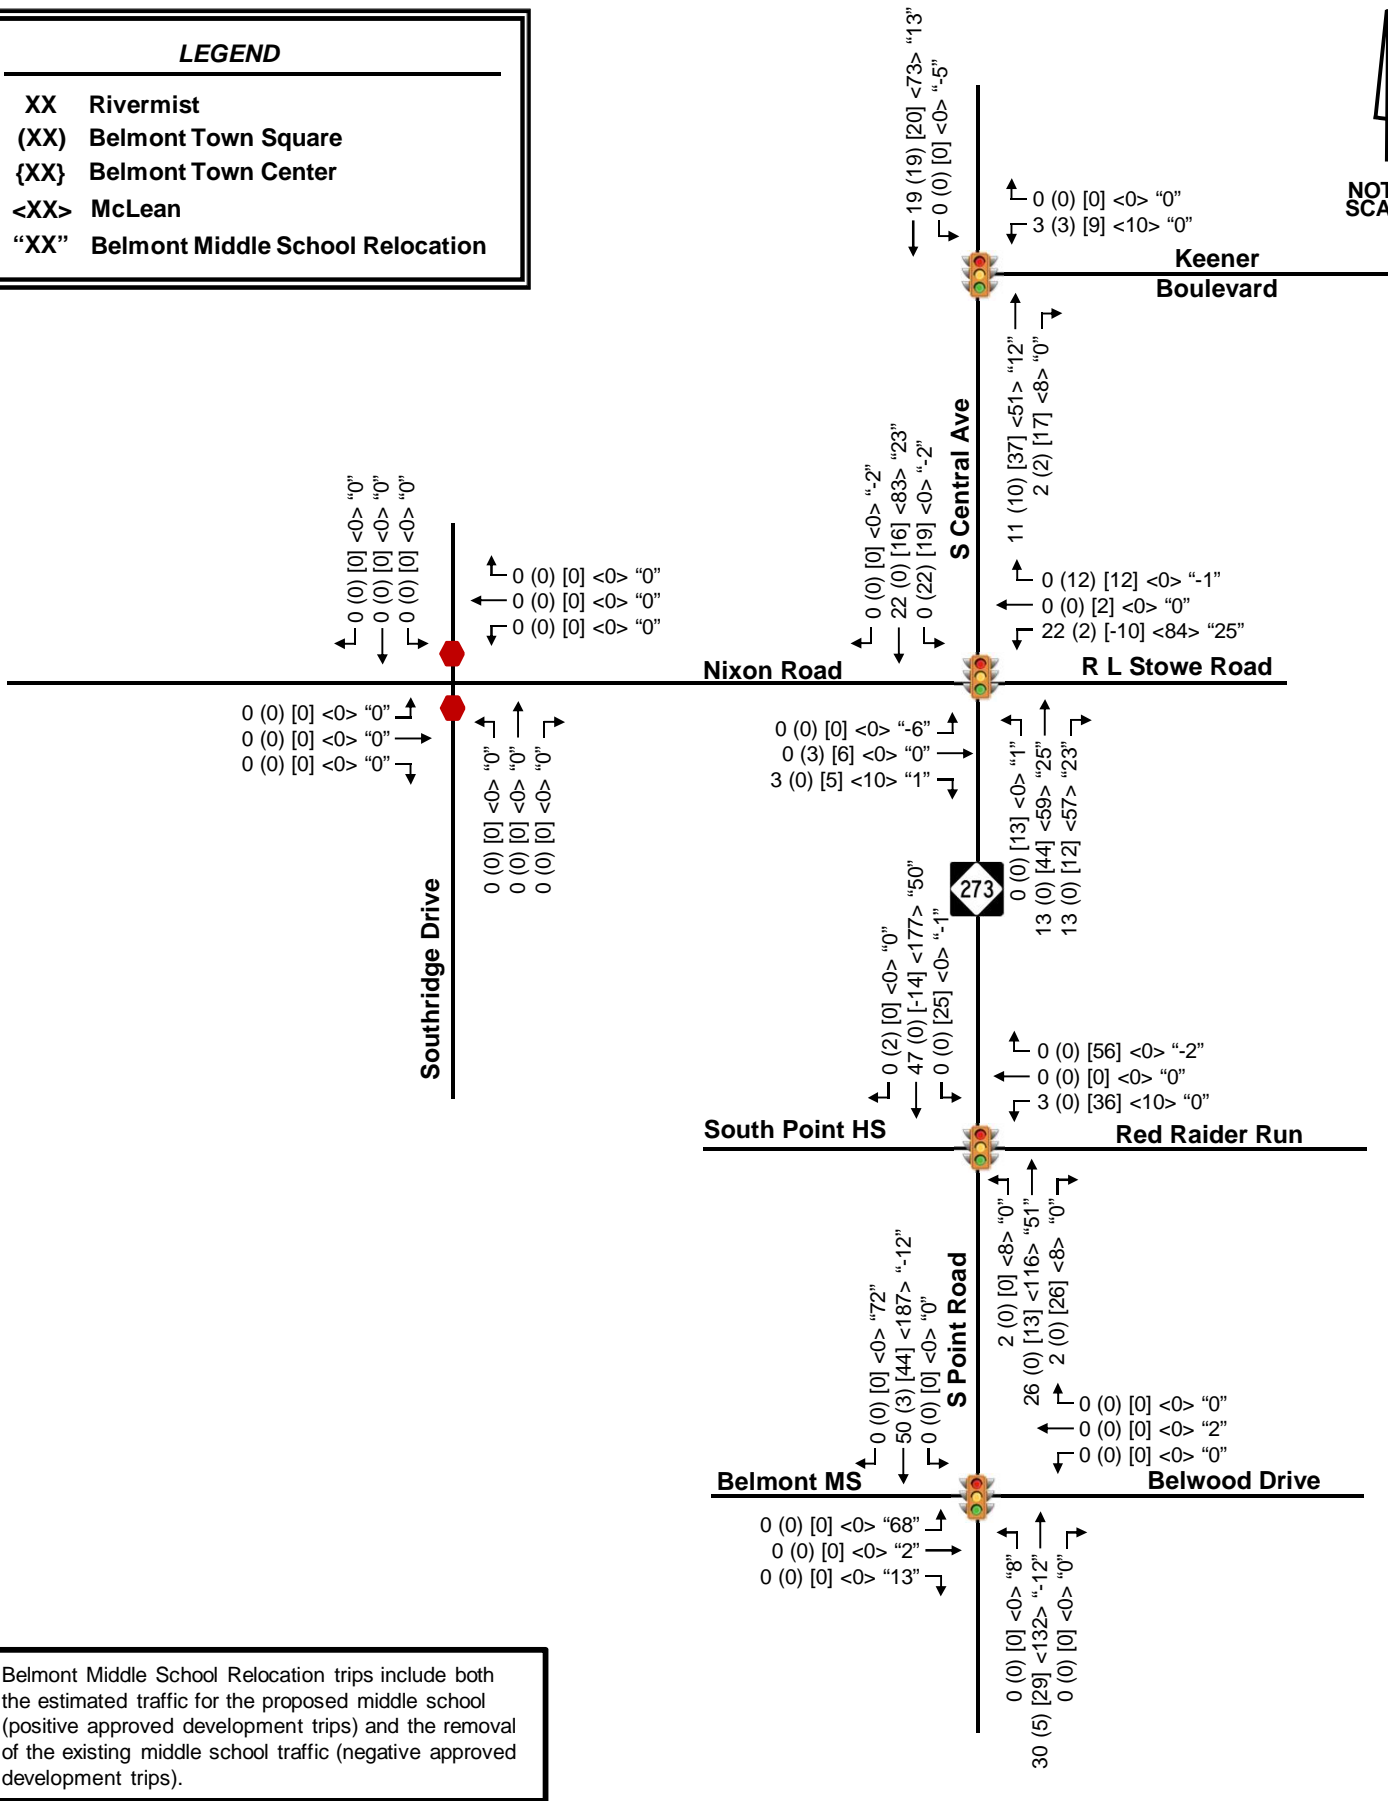 LEGEND
XX Rivermist
(XX) Belmont Town Square
{XX} Belmont Town Center
<XX> McLean
“XX” Belmont Middle School Relocation
19 (19) [20] <73> “13”
0 (0) [0] <0> “-5”
0 (0) [0] <0> “0”
3 (3) [9] <10> “0”
Keener
Boulevard
11 (10) [37] <51> “12”
2 (2) [17] <8> “0”
S Central Ave
0 (0) [0] <0> “0”
0 (0) [0] <0> “0”
0 (0) [0] <0> “0”
0 (0) [0] <0> “0”
0 (0) [0] <0> “0”
0 (0) [0] <0> “0”
0 (0) [0] <0> “-2”
22 (0) [16] <83> “23”
0 (22) [19] <0> “-2”
0 (12) [12] <0> “-1”
0 (0) [2] <0> “0”
22 (2) [-10] <84> “25”
Nixon Road
R L Stowe Road
0 (0) [0] <0> “0”
0 (0) [0] <0> “0”
0 (0) [0] <0> “0”
0 (0) [0] <0> “0”
0 (0) [0] <0> “0”
0 (0) [0] <0> “0”
Southridge Drive
0 (0) [0] <0> “-6”
0 (3) [6] <0> “0”
3 (0) [5] <10> “1”
0 (0) [13] <0> “1”
13 (0) [44] <59> “25”
13 (0) [12] <57> “23”
273
0 (2) [0] <0> “0”
47 (0) [-14] <177> “50”
0 (0) [25] <0> “-1”
0 (0) [56] <0> “-2”
0 (0) [0] <0> “0”
3 (0) [36] <10> “0”
South Point HS
Red Raider Run
2 (0) [0] <8> “0”
26 (0) [13] <116> “51”
2 (0) [26] <8> “0”
S Point Road
0 (0) [0] <0> “72”
50 (3) [44] <187> “-12”
0 (0) [0] <0> “0”
0 (0) [0] <0> “0”
0 (0) [0] <0> “2”
0 (0) [0] <0> “0”
Belmont MS
Belwood Drive
0 (0) [0] <0> “68”
0 (0) [0] <0> “2”
0 (0) [0] <0> “13”
0 (0) [0] <0> “8”
30 (5) [29] <132> “-12”
0 (0) [0] <0> “0”
Belmont Middle School Relocation trips include both
the estimated traffic for the proposed middle school
(positive approved development trips) and the removal
of the existing middle school traffic (negative approved
development trips).